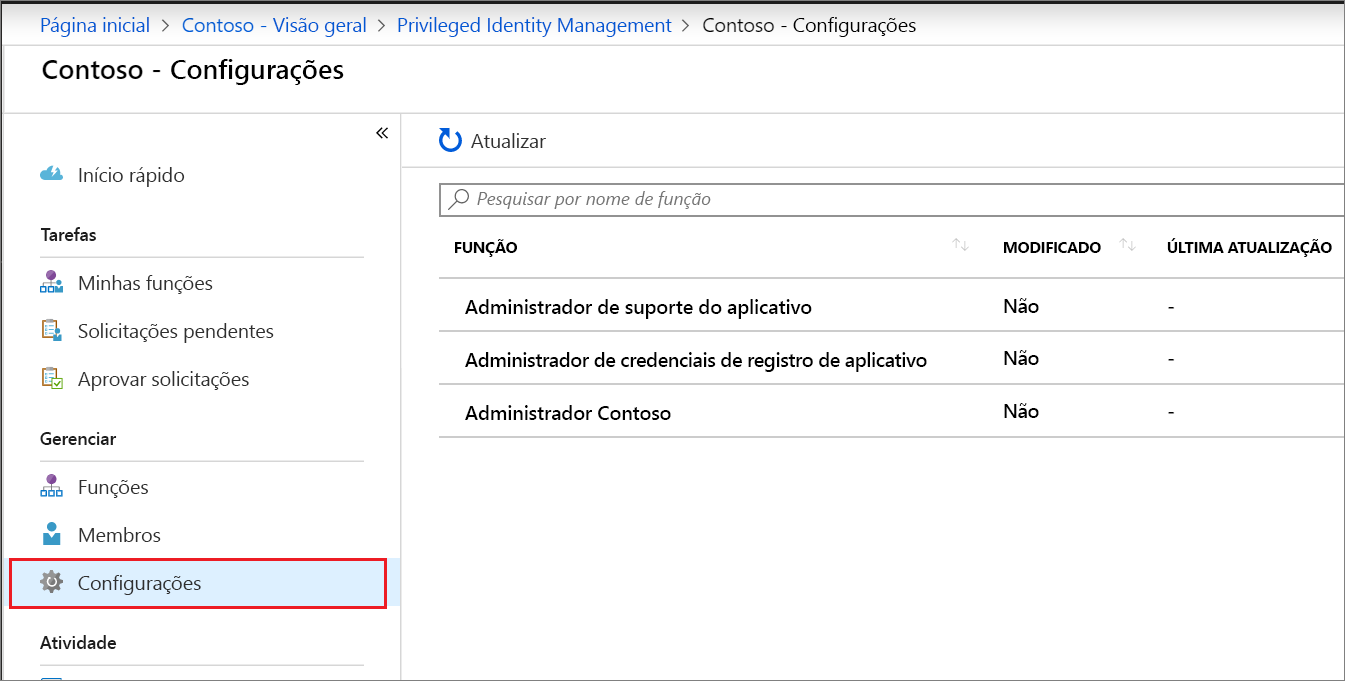 Página inicial > Contoso - Visão geral > Privileged Identity Management > Contoso - Configurações
Contoso - Configurações
«
Início rápido
Tarefas
Minhas funções
Solicitações pendentes
Aprovar solicitações
Gerenciar
Funções
Membros
Configurações
Atividade
Atualizar
Pesquisar por nome de função
FUNÇÃO MODIFICADO ÚLTIMA ATUALIZAÇÃO
Administrador de suporte do aplicativo Não -
Administrador de credenciais de registro de aplicativo Não -
Administrador Contoso Não -